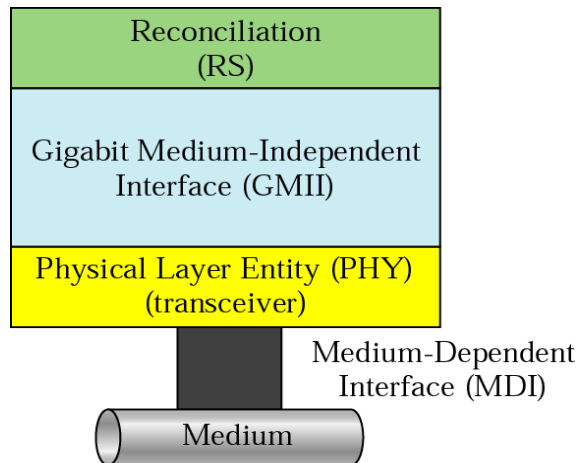 Reconciliation
(RS)
Gigabit Medium-Independent
Interface (GMII)
Physical Layer Entity (PHY)
(transceiver)
Medium-Dependent
Interface (MDI)
Medium